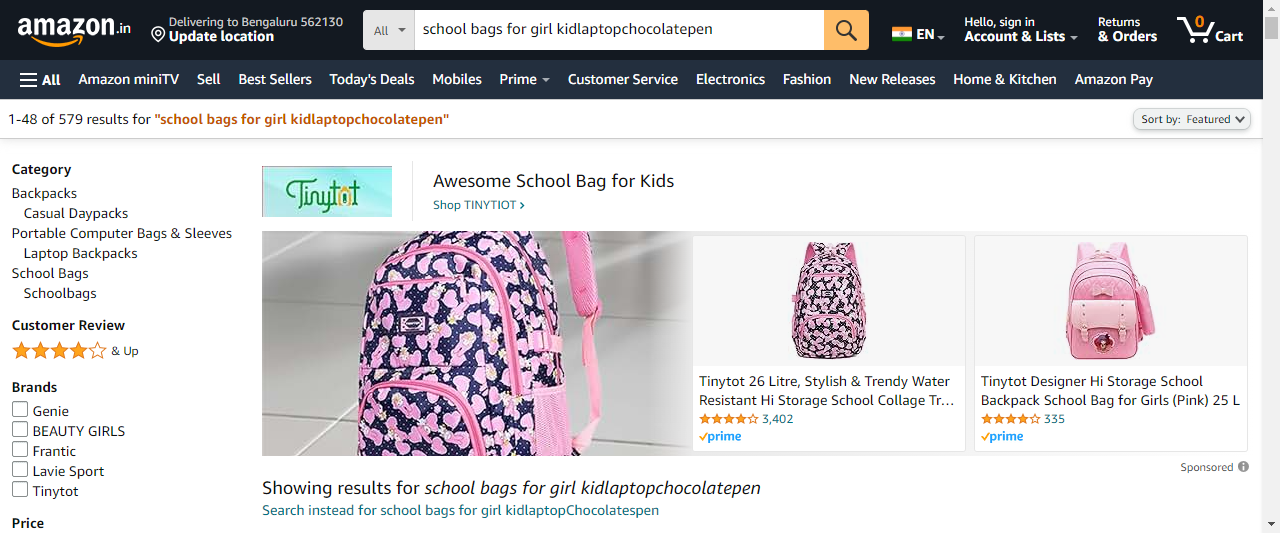 amazon.in
Delivering to Bengaluru 562130
Update location
All
school bags for girl kidlaptopchocolatepen
EN
Hello, sign in
Account & Lists
Returns
& Orders
0
Cart
All
Amazon miniTV
Sell
Best Sellers
Today's Deals
Mobiles
Prime
Customer Service
Electronics
Fashion
New Releases
Home & Kitchen
Amazon Pay
1-48 of 579 results for "school bags for girl kidlaptopchocolatepen"
Sort by: Featured
Category
Backpacks
Casual Daypacks
Portable Computer Bags & Sleeves
Laptop Backpacks
School Bags
Schoolbags
Customer Review
& Up
Brands
Genie
BEAUTY GIRLS
Frantic
Lavie Sport
Tinytot
Price
Tinytot
Awesome School Bag for Kids
Shop TINYTIOT
Tinytot 26 Litre, Stylish & Trendy Water
Resistant Hi Storage School Collage Tr...
3,402
prime
Tinytot Designer Hi Storage School
Backpack School Bag for Girls (Pink) 25 L
335
prime
Sponsored
Showing results for school bags for girl kidlaptopchocolatepen
Search instead for school bags for girl kidlaptopChocolatespen